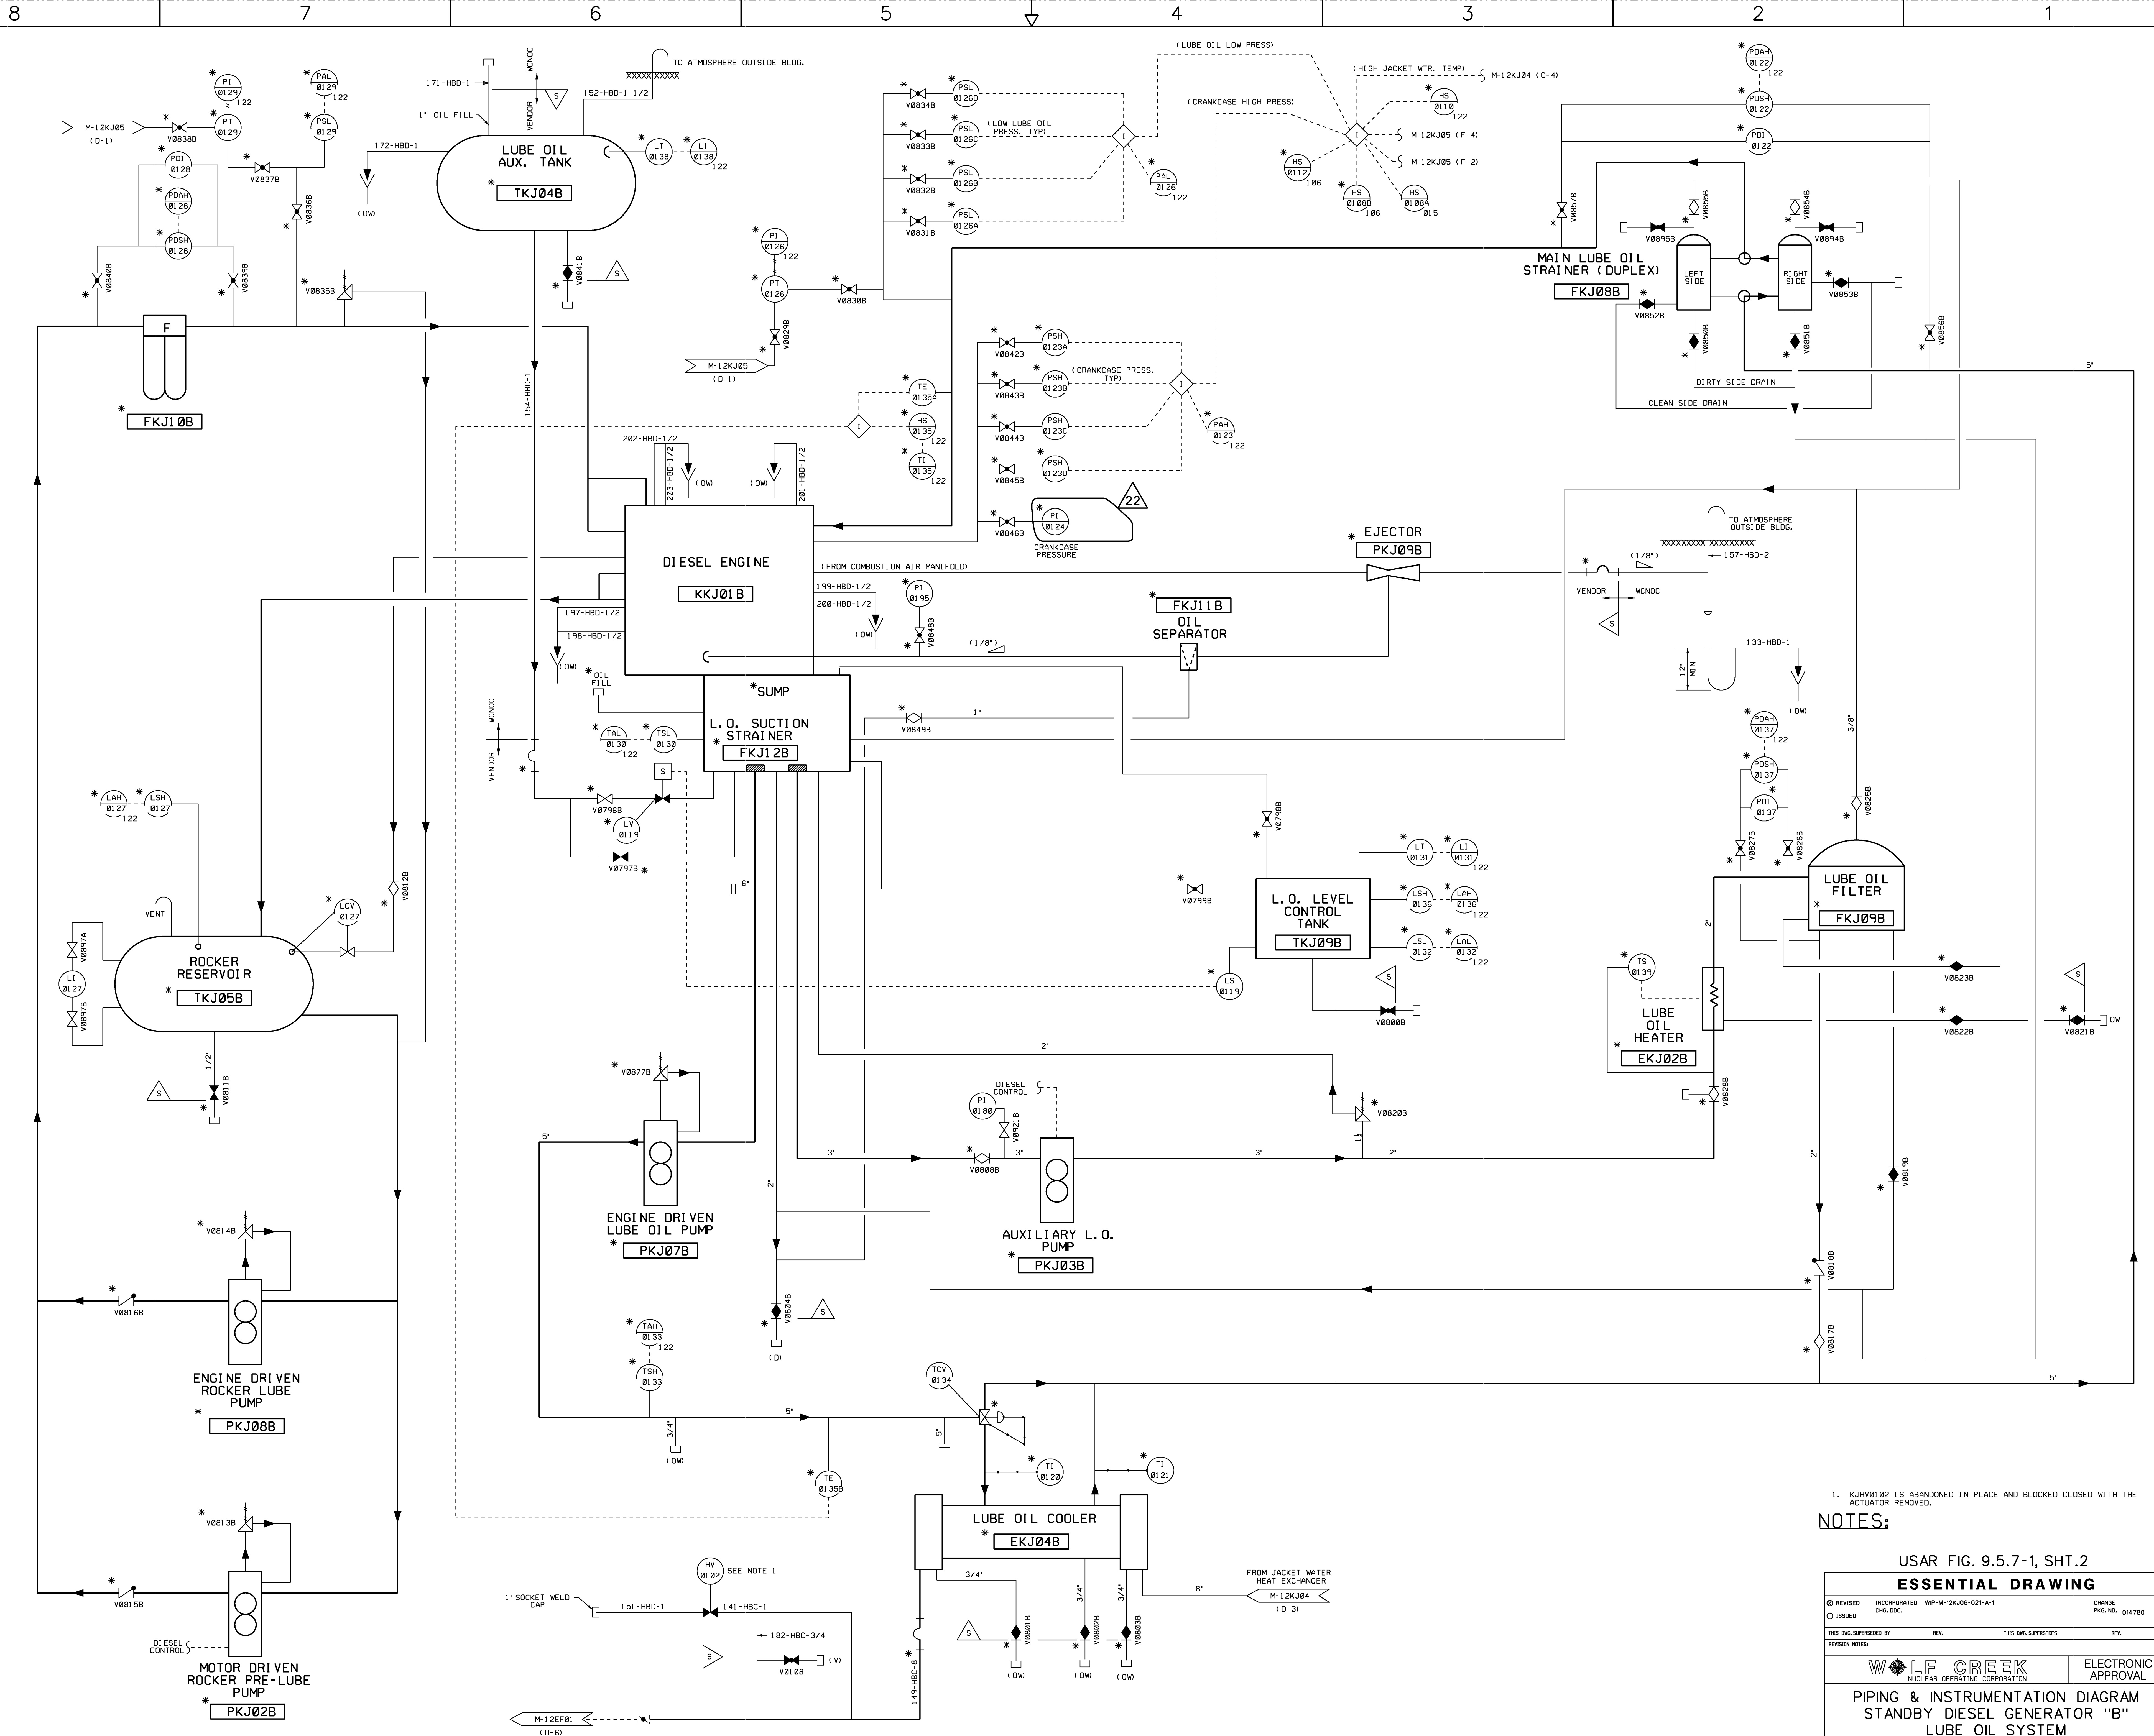 8 7 6 5 4 3 2 1
PI 0129 122
PAL 0129 122
PT 0129
PSL 0129
M-12KJ05
(D-1)
V0838B
V0837B
PDI 0128
PDAH 0128
PDSH 0128
V0836B
V0840B
V0839B
V0835B
F
FKJ10B
171-HBD-1
1" OIL FILL
WCNOC
VENDOR
S
152-HBD-1 1/2
TO ATMOSPHERE OUTSIDE BLDG.
172-HBD-1
(OW)
LUBE OIL
AUX. TANK
TKJ04B
LT 0138
LI 0138 122
V0841B
S
154-HBC-1
PI 0126 122
PT 0126
V0830B
V0829B
M-12KJ05
(D-1)
V0834B
PSL 0126D
V0833B
PSL 0126C
(LOW LUBE OIL
PRESS. TYP)
V0832B
PSL 0126B
V0831B
PSL 0126A
I
PAL 0126 122
(LUBE OIL LOW PRESS)
(CRANKCASE HIGH PRESS)
(HIGH JACKET WTR. TEMP)
M-12KJ04 (C-4)
HS 0110 122
M-12KJ05 (F-4)
M-12KJ05 (F-2)
I
HS 0112 106
HS 0108B 106
HS 0108A 015
PDAH 0122 122
PDSH 0122
PDI 0122
V0857B
V0855B
V0854B
V0895B
V0894B
MAIN LUBE OIL
STRAINER (DUPLEX)
FKJ08B
LEFT
SIDE
RIGHT
SIDE
V0853B
V0852B
V0850B
V0851B
V0856B
DIRTY SIDE DRAIN
CLEAN SIDE DRAIN
5"
V0842B
PSH 0123A
V0843B
PSH 0123B
(CRANKCASE PRESS.
TYP)
V0844B
PSH 0123C
V0845B
PSH 0123D
I
PAH 0123 122
V0846B
PI 0124
CRANKCASE
PRESSURE
22
TE 0135A
HS 0135 122
TI 0135 122
I
202-HBD-1/2
203-HBD-1/2
(OW)
(OW)
201-HBD-1/2
DIESEL ENGINE
KKJ01B
(FROM COMBUSTION AIR MANIFOLD)
199-HBD-1/2
200-HBD-1/2
(OW)
197-HBD-1/2
198-HBD-1/2
(OW)
PI 0195
V0848B
(1/8")
FKJ11B
OIL
SEPARATOR
EJECTOR
PKJ09B
VENDOR
WCNOC
S
(1/8")
TO ATMOSPHERE
OUTSIDE BLDG.
157-HBD-2
133-HBD-1
12"
MIN
(OW)
OIL
FILL
SUMP
L.O. SUCTION
STRAINER
FKJ12B
TAL 0130 122
TSL 0130
WCNOC
VENDOR
S
V0796B
LV 0119
V0797B
V0849B
1"
6"
3/8"
LAH 0127 122
LSH 0127
VENT
V0812B
LCV 0127
V0897A
LI 0127
V0897B
ROCKER
RESERVOIR
TKJ05B
1/2"
V0811B
S
V0798B
V0799B
L.O. LEVEL
CONTROL
TANK
TKJ09B
LT 0131
LI 0131 122
LSH 0136
LAH 0136 122
LSL 0132
LAL 0132 122
LS 0119
S
V0800B
PDAH 0137 122
PDSH 0137
PDI 0137
V0827B
V0826B
V0825B
LUBE OIL
FILTER
FKJ09B
2"
TS 0139
LUBE
OIL
HEATER
EKJ02B
V0828B
V0823B
V0822B
V0821B
S
OW
V0877B
ENGINE DRIVEN
LUBE OIL PUMP
PKJ07B
5"
2"
3"
V0808B
3"
PI 0180
V0921B
DIESEL
CONTROL
AUXILIARY L.O.
PUMP
PKJ03B
3"
2"
2"
V0820B
2"
V0819B
V0818B
V0817B
5"
V0814B
V0816B
ENGINE DRIVEN
ROCKER LUBE
PUMP
PKJ08B
V0813B
V0815B
DIESEL
CONTROL
MOTOR DRIVEN
ROCKER PRE-LUBE
PUMP
PKJ02B
V0804B
S
(D)
TAH 0133 122
TSH 0133
5"
3/4"
(OW)
TE 0135B
5"
TCV 0134
TI 0120
TI 0121
LUBE OIL COOLER
EKJ04B
3/4"
3/4"
3/4"
S
V0801B
V0802B
V0803B
(OW)
(OW)
(OW)
8"
FROM JACKET WATER
HEAT EXCHANGER
M-12KJ04
(D-3)
HV 0102
SEE NOTE 1
1" SOCKET WELD
CAP
151-HBD-1
141-HBC-1
182-HBC-3/4
S
V0108
(V)
149-HBC-8
M-12EF01
(D-6)
1. KJHV0102 IS ABANDONED IN PLACE AND BLOCKED CLOSED WITH THE
ACTUATOR REMOVED.
NOTES:
USAR FIG. 9.5.7-1, SHT.2
ESSENTIAL DRAWING
REVISED
ISSUED
INCORPORATED WIP-M-12KJ06-021-A-1
CHG. DOC.
CHANGE
PKG. NO. 014780
THIS DWG. SUPERSEDED BY REV. THIS DWG. SUPERSEDES REV.
REVISION NOTES:
WOLF CREEK
NUCLEAR OPERATING CORPORATION
ELECTRONIC
APPROVAL
PIPING & INSTRUMENTATION DIAGRAM
STANDBY DIESEL GENERATOR "B"
LUBE OIL SYSTEM